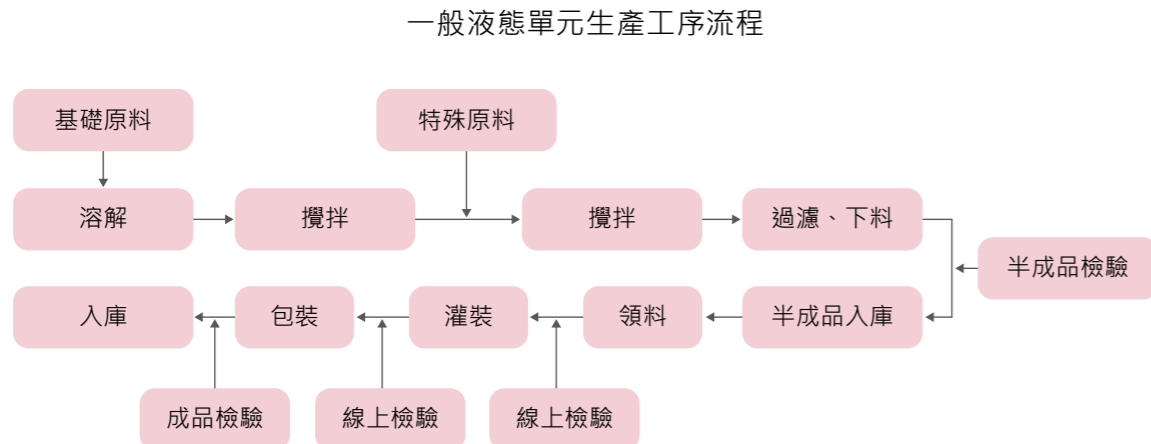 一般液態單元生產工序流程
基礎原料
特殊原料
溶解
攪拌
攪拌
過濾、下料
半成品檢驗
入庫
包裝
灌裝
領料
半成品入庫
成品檢驗
線上檢驗
線上檢驗